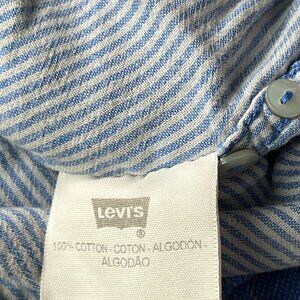 LEVI'S
®
100% COTTON - COTON - ALGODÓN -
ALGODÃO